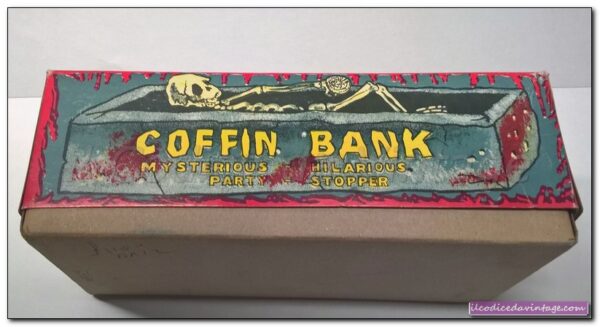 COFFIN BANK
MYSTERIOUS HILARIOUS
PARTY STOPPER
ilcodicedavintage.com